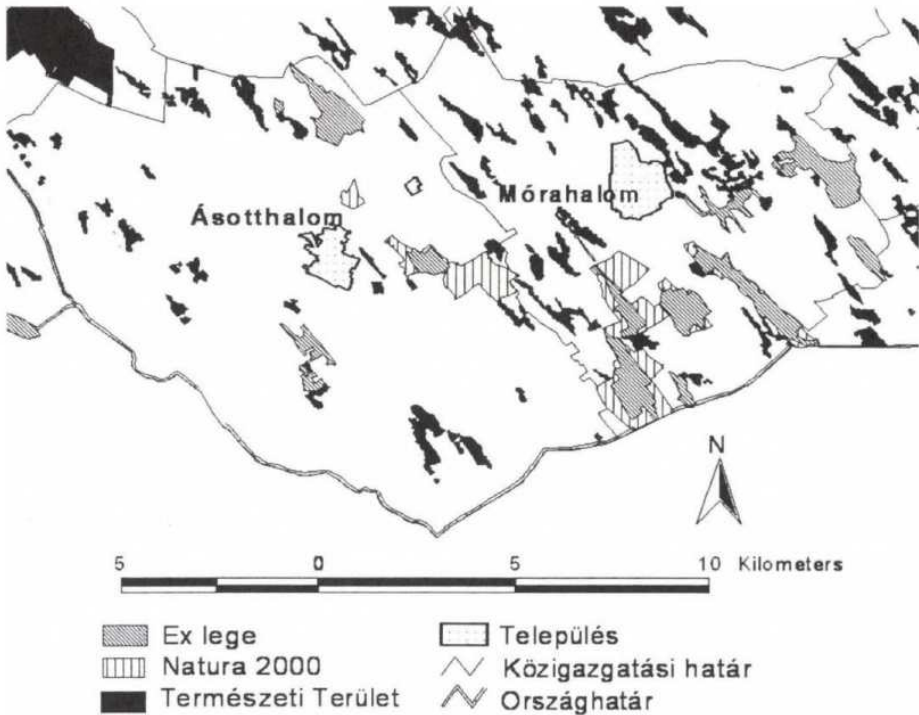 Mórahalom
Ásotthalom
N
5 0 5 10 Kilometers
Ex lege
Natura 2000
Természeti Terület
Település
Közigazgatási határ
Országhatár